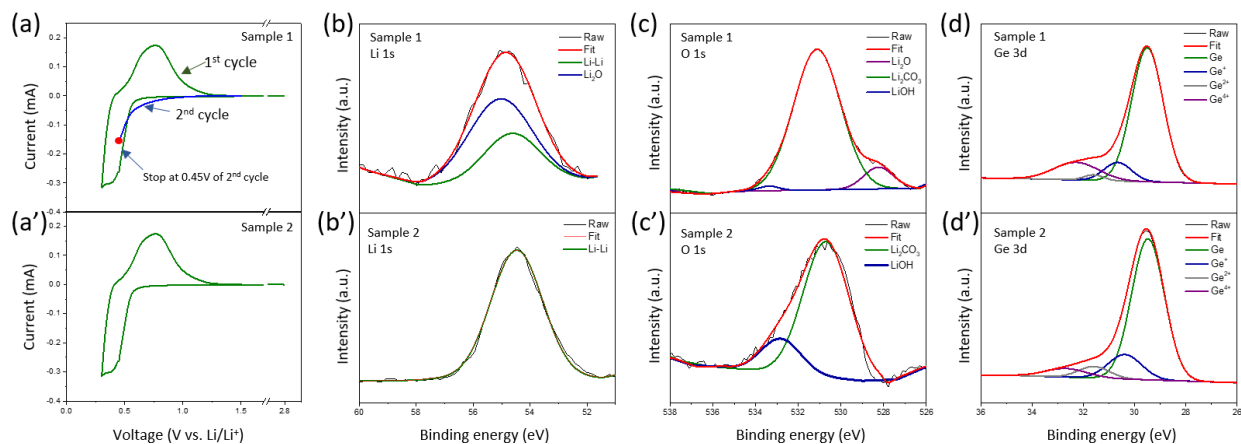 (a)
Sample 1
1st cycle
2nd cycle
Stop at 0.45V of 2nd cycle
Current (mA)
0.2
0.1
0.0
-0.1
-0.2
-0.3
-0.4
(b)
Sample 1
Li 1s
Raw
Fit
Li-Li
Li2O
Intensity (a.u.)
(c)
Sample 1
O 1s
Raw
Fit
Li2O
Li2CO3
LiOH
Intensity (a.u.)
(d)
Sample 1
Ge 3d
Raw
Fit
Ge
Ge+
Ge2+
Ge4+
Intensity (a.u.)
(a')
Sample 2
Current (mA)
0.2
0.1
0.0
-0.1
-0.2
-0.3
-0.4
0.0
0.5
1.0
1.5
2.8
Voltage (V vs. Li/Li+)
(b')
Sample 2
Li 1s
Raw
Fit
Li-Li
Intensity (a.u.)
60
58
56
54
52
Binding energy (eV)
(c')
Sample 2
O 1s
Raw
Fit
Li2CO3
LiOH
Intensity (a.u.)
538
536
534
532
530
528
526
Binding energy (eV)
(d')
Sample 2
Ge 3d
Raw
Fit
Ge
Ge+
Ge2+
Ge4+
Intensity (a.u.)
36
34
32
30
28
26
Binding energy (eV)